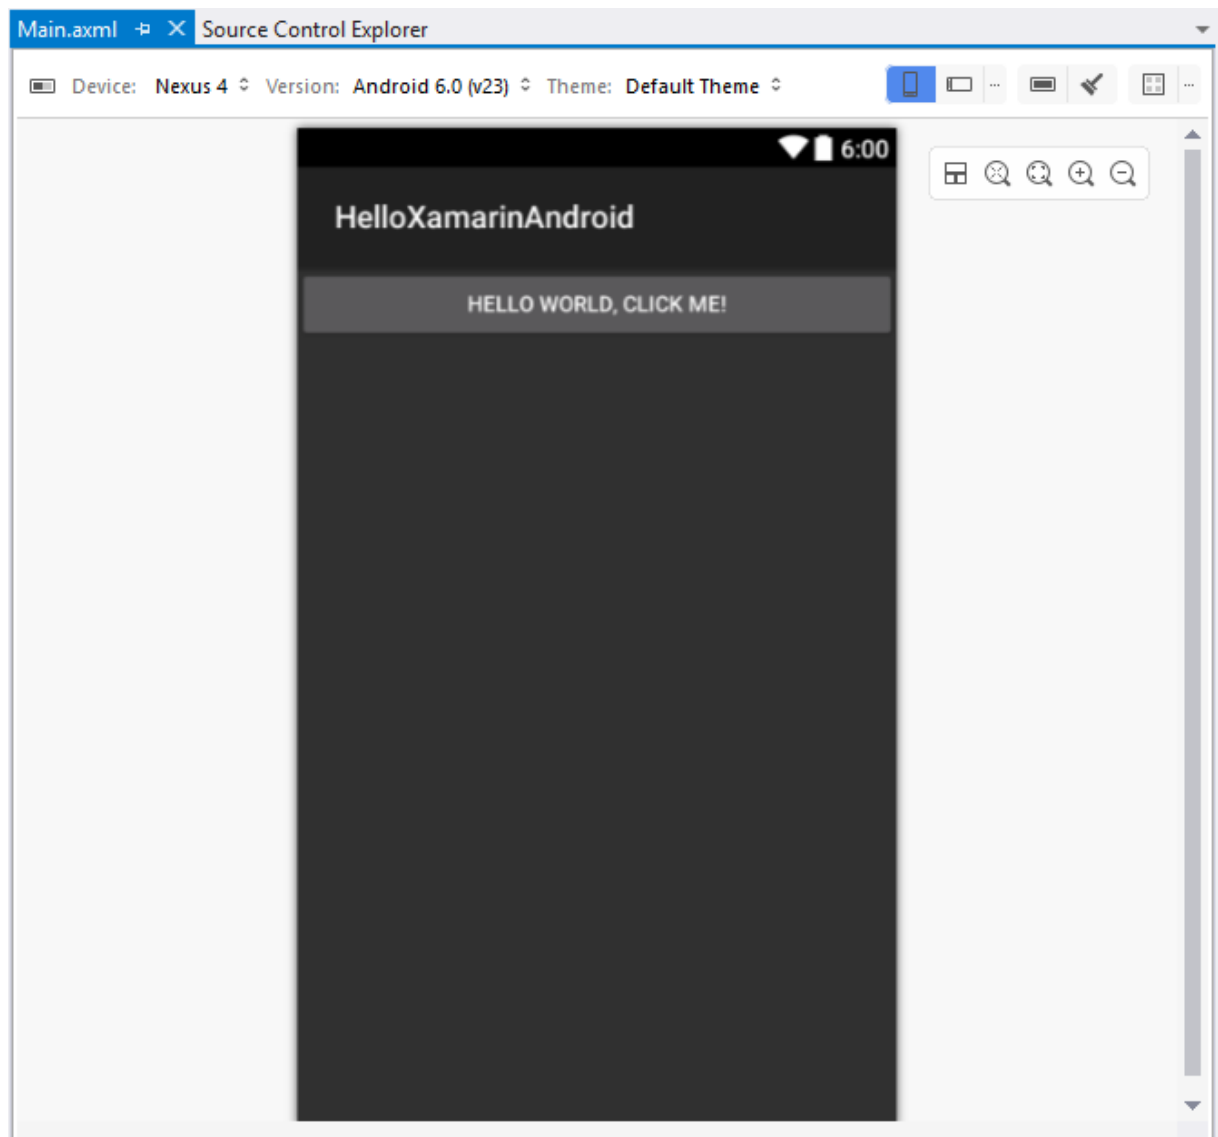 Main.axml Source Control Explorer
Device: Nexus 4 Version: Android 6.0 (v23) Theme: Default Theme
6:00
HelloXamarinAndroid
HELLO WORLD, CLICK ME!